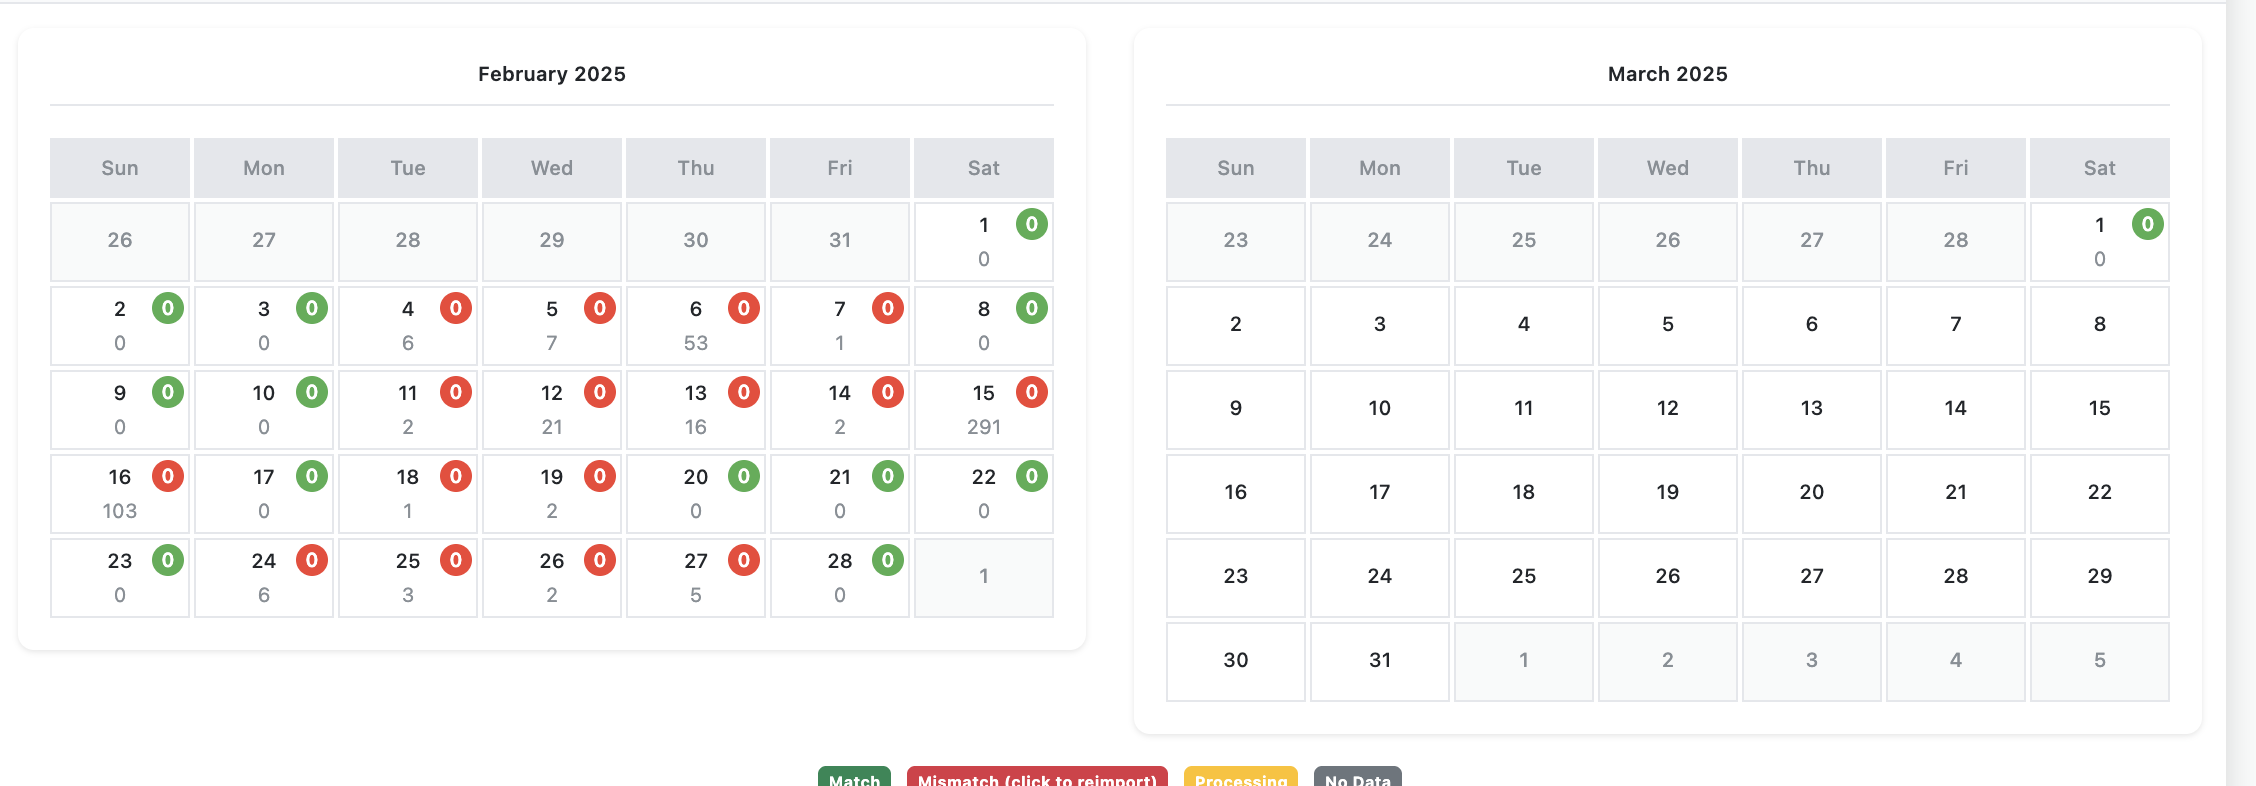 February 2025
Sun Mon Tue Wed Thu Fri Sat
26 27 28 29 30 31 1 0
0
2 0 3 0 4 0 5 0 6 0 7 0 8 0
0 0 6 7 53 1 0
9 0 10 0 11 0 12 0 13 0 14 0 15 0
0 0 2 21 16 2 291
16 0 17 0 18 0 19 0 20 0 21 0 22 0
103 0 1 2 0 0 0
23 0 24 0 25 0 26 0 27 0 28 0 1
0 6 3 2 5 0
March 2025
Sun Mon Tue Wed Thu Fri Sat
23 24 25 26 27 28 1 0
0
2 3 4 5 6 7 8
9 10 11 12 13 14 15
16 17 18 19 20 21 22
23 24 25 26 27 28 29
30 31 1 2 3 4 5
Match Mismatch (click to reimport) Processing No Data